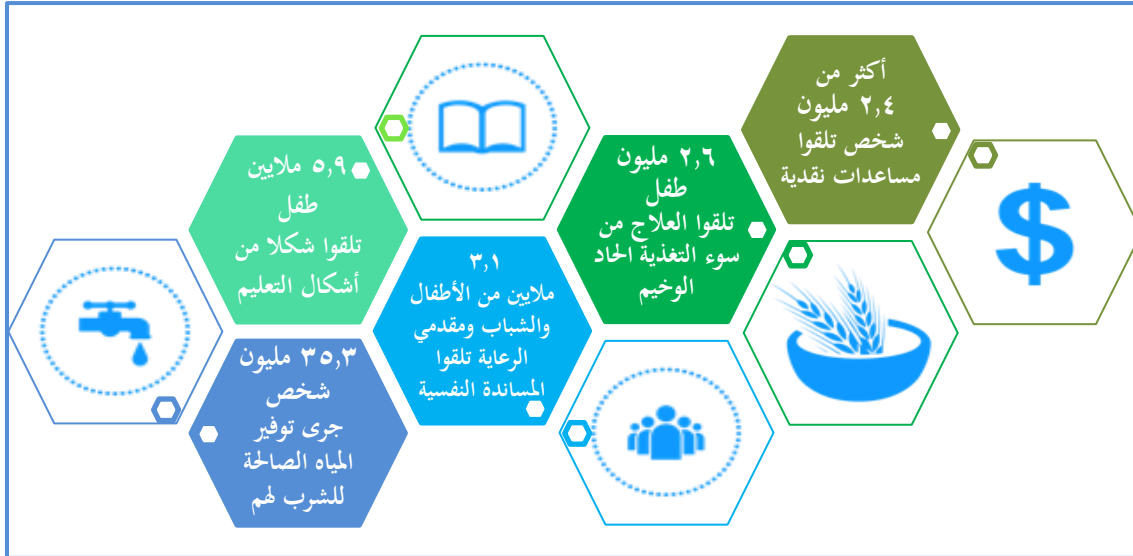 أكثر من
٢,٤ مليون
شخص تلقوا
مساعدات نقدية
٢,٦ مليون
طفل
تلقوا العلاج من
سوء التغذية الحاد
الوخيم
٣,١
ملايين من الأطفال
والشباب ومقدمي
الرعاية تلقوا
المساندة النفسية
٥,٩ ملايين
طفل
تلقوا شكلا من
أشكال التعليم
٣٥,٣ مليون
شخص
جرى توفير
المياه الصالحة
للشرب لهم
$